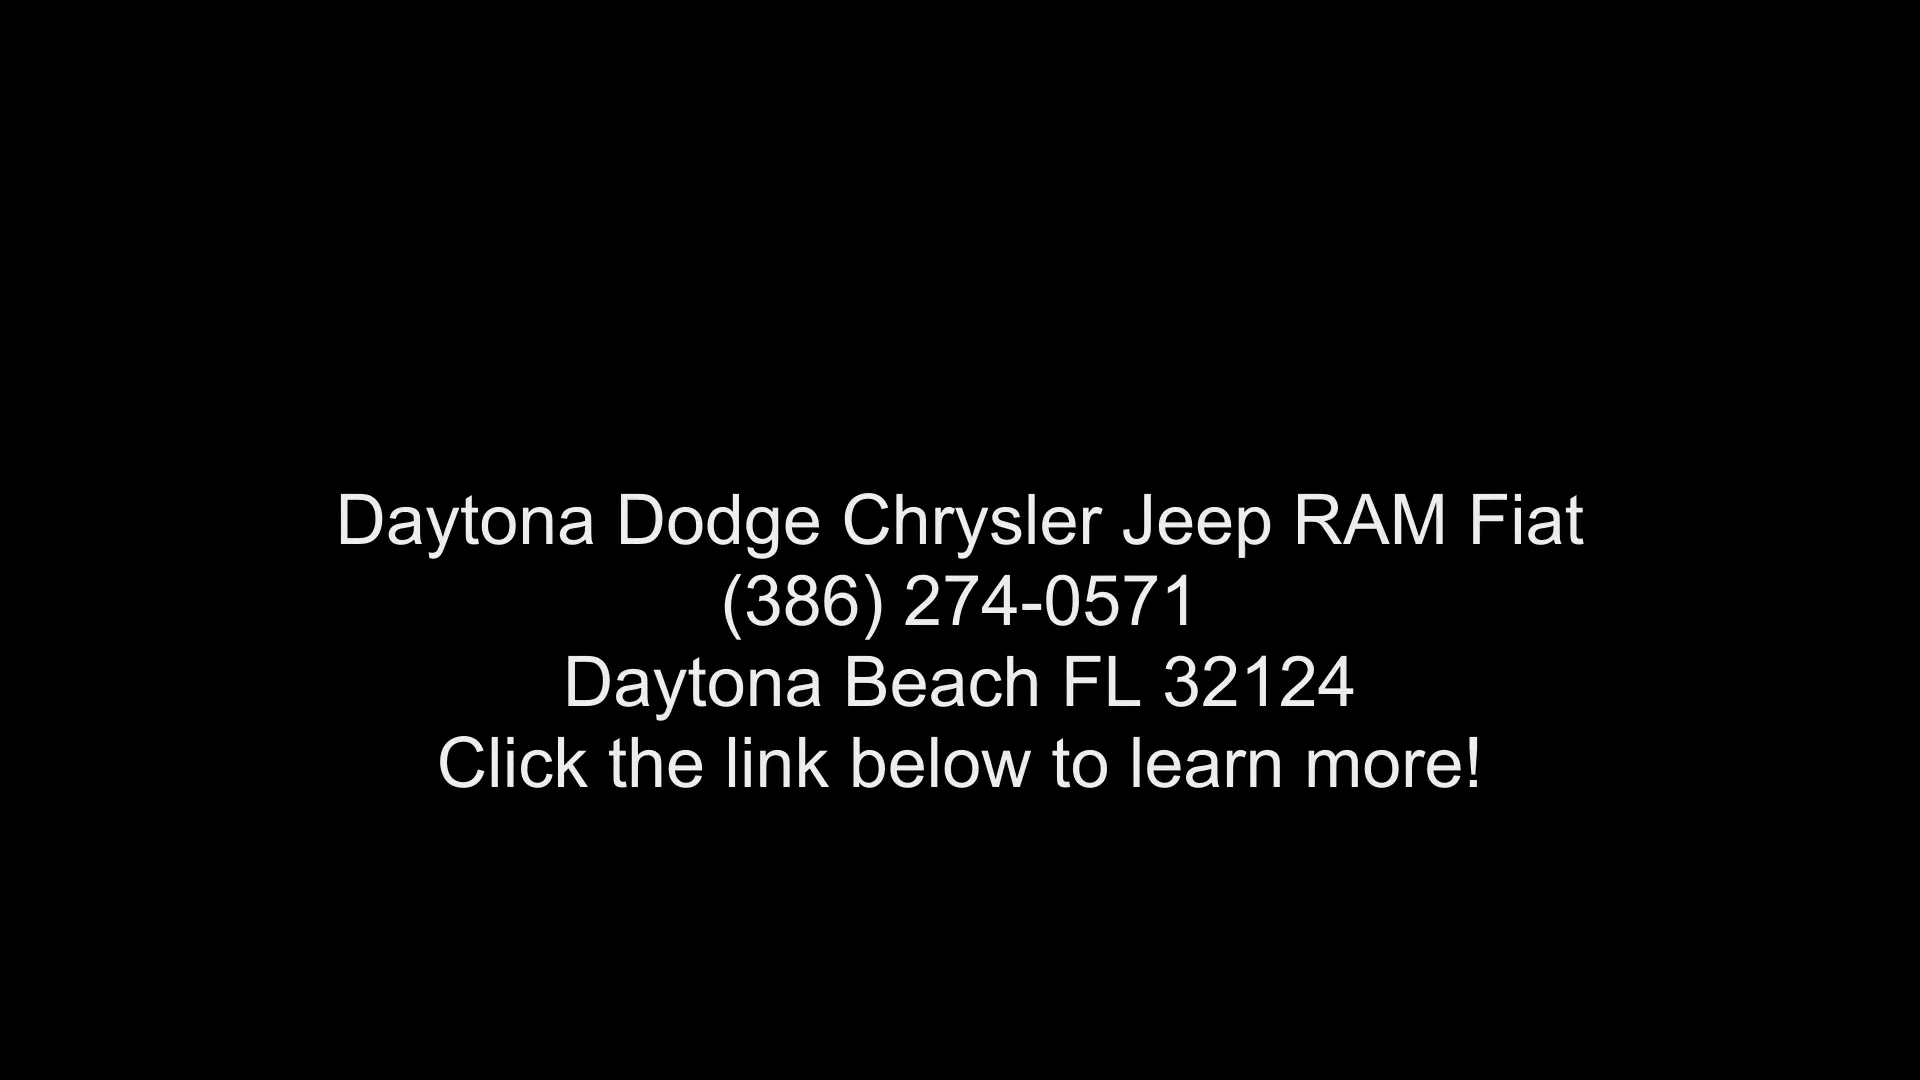 Daytona Dodge Chrysler Jeep RAM Fiat
(386) 274-0571
Daytona Beach FL 32124
Click the link below to learn more!